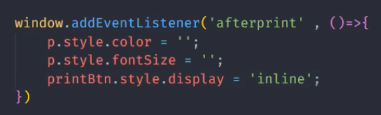 window.addEventListener('afterprint' , ()=>{
    p.style.color = '';
    p.style.fontSize = '';
    printBtn.style.display = 'inline';
})